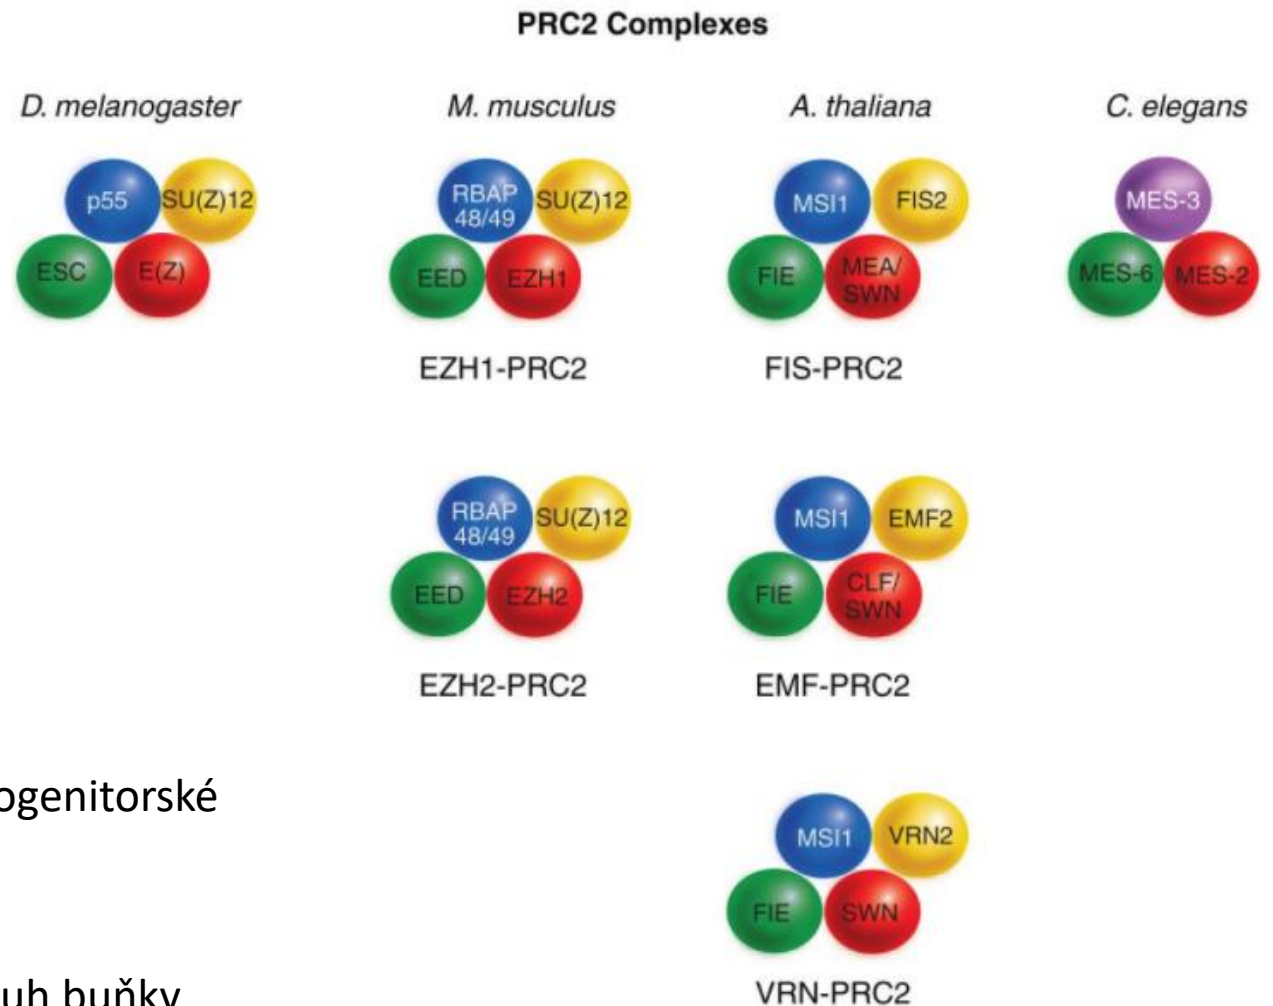 PRC2 Complexes
D. melanogaster
M. musculus
A. thaliana
C. elegans
p55
SU(Z)12
ESC
E(Z)
RBAP
48/49
SU(Z)12
EED
EZH1
EZH1-PRC2
MSI1
FIS2
FIE
MEA/
SWN
FIS-PRC2
MES-3
MES-6
MES-2
RBAP
48/49
SU(Z)12
EED
EZH2
EZH2-PRC2
MSI1
EMF2
FIE
CLF/
SWN
EMF-PRC2
ogenitorské
MSI1
VRN2
FIE
SWN
VRN-PRC2
uh buňky